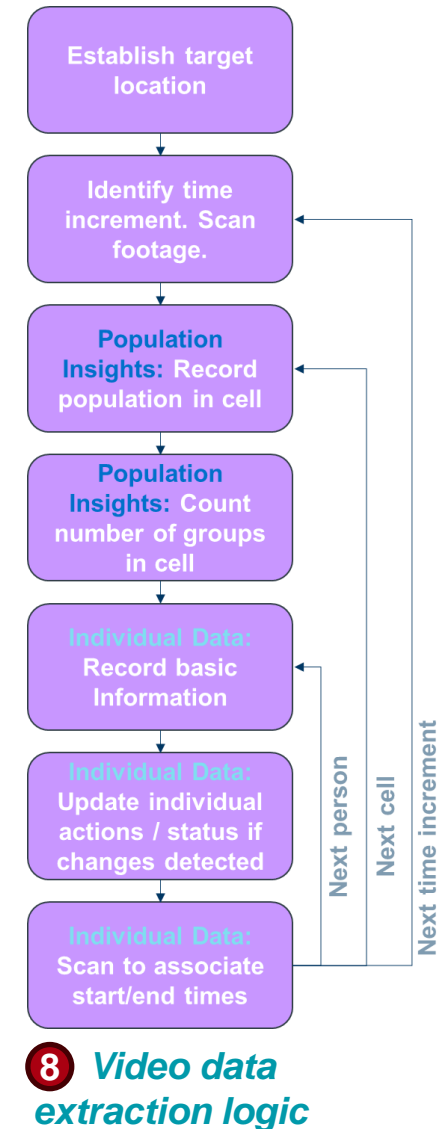 Establish target
location
Identify time
increment. Scan
footage.
Population
Insights: Record
population in cell
Population
Insights: Count
number of groups
in cell
Individual Data:
Record basic
Information
Individual Data:
Update individual
actions / status if
changes detected
Individual Data:
Scan to associate
start/end times
Next person
Next cell
Next time increment
8 Video data
extraction logic